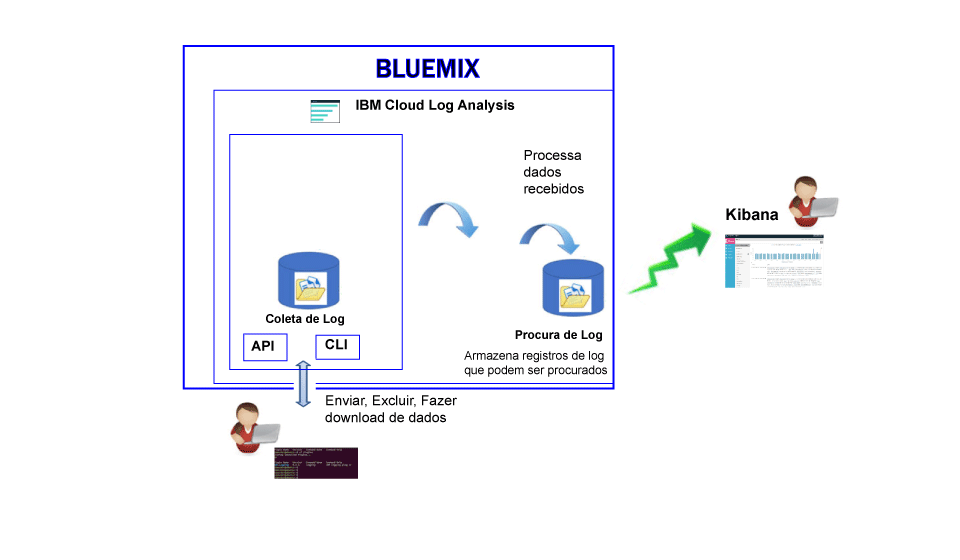 BLUEMIX
IBM Cloud Log Analysis
Processa
dados
recebidos
Kibana
Coleta de Log
API
CLI
Procura de Log
Armazena registros de log
que podem ser procurados
Enviar, Excluir, Fazer
download de dados